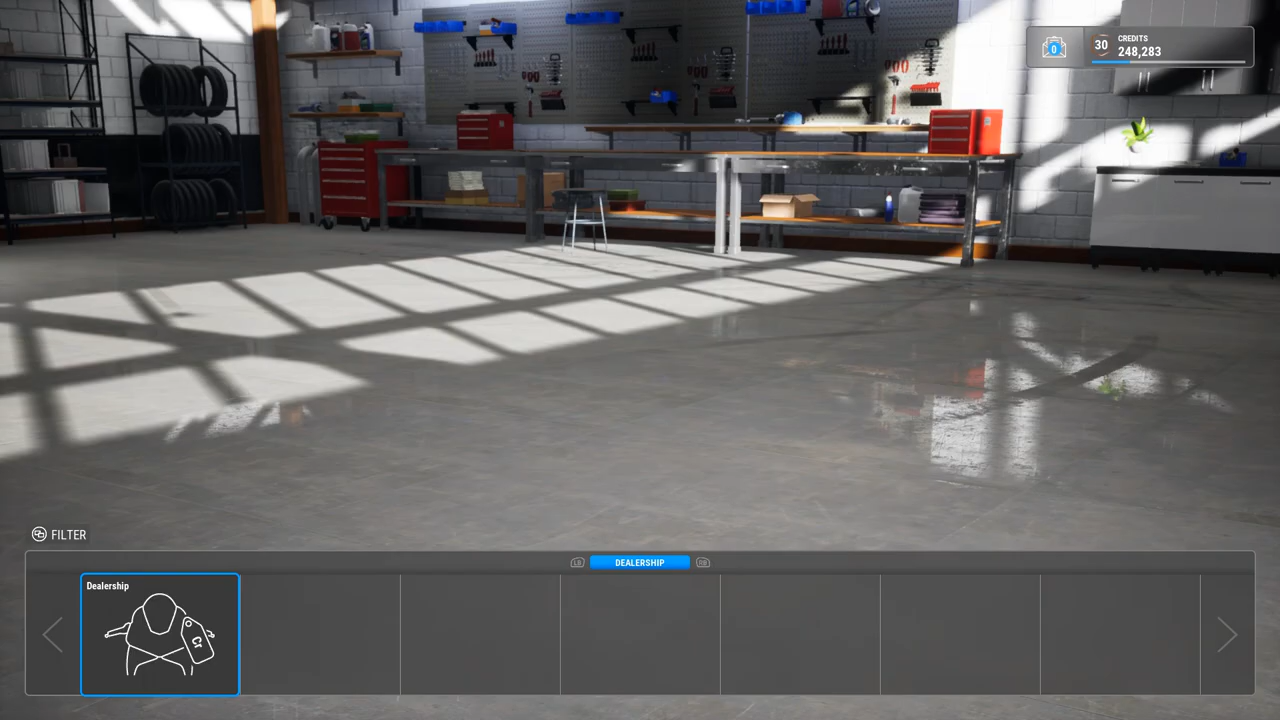 0
30
CREDITS
248,283
FILTER
LB
DEALERSHIP
RB
Dealership